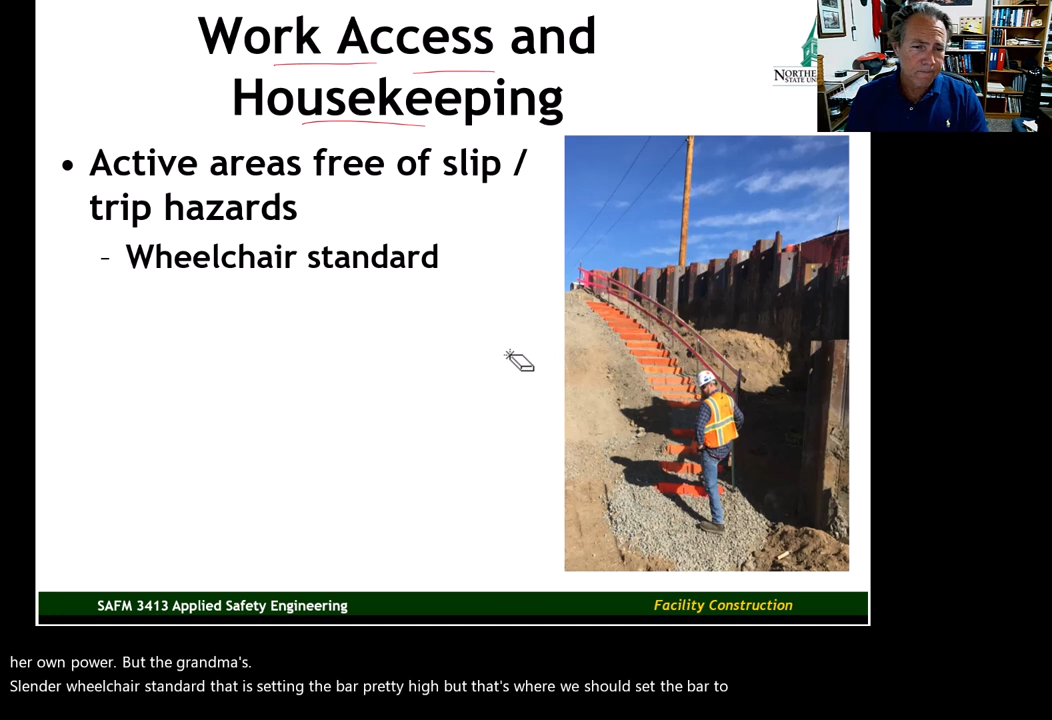 Work Access and
Housekeeping
• Active areas free of slip /
trip hazards
- Wheelchair standard
SAFM 3413 Applied Safety Engineering
Facility Construction
her own power. But the grandma's.
Slender wheelchair standard that is setting the bar pretty high but that's where we should set the bar to